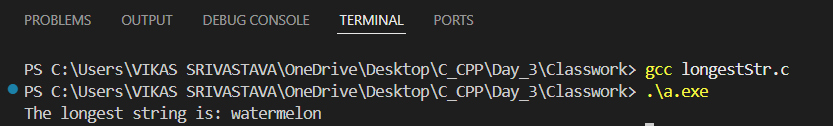 PROBLEMS OUTPUT DEBUG CONSOLE TERMINAL PORTS
PS C:\Users\VIKAS SRIVASTAVA\OneDrive\Desktop\C_CPP\Day_3\Classwork> gcc longestStr.c
PS C:\Users\VIKAS SRIVASTAVA\OneDrive\Desktop\C_CPP\Day_3\Classwork> .\a.exe
The longest string is: watermelon